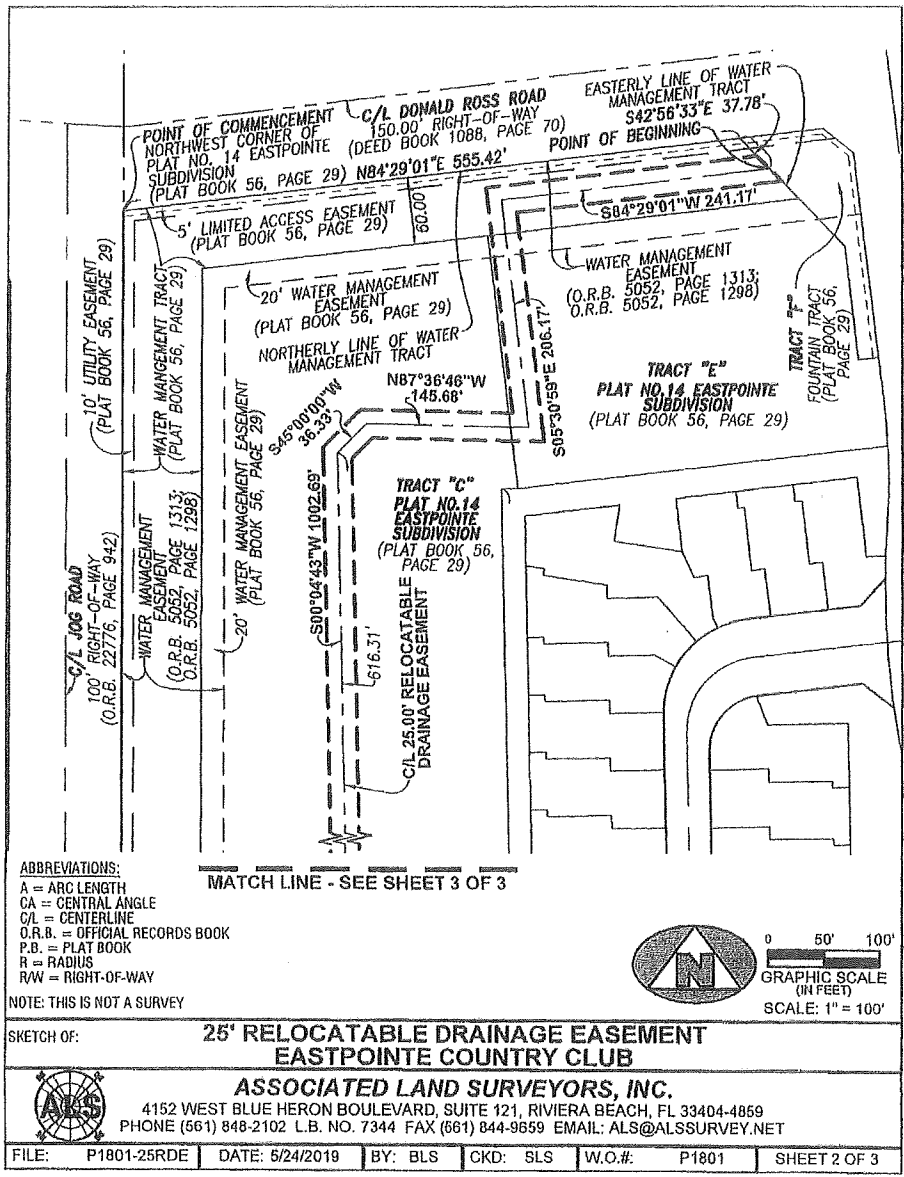 POINT OF COMMENCEMENT
NORTHWEST CORNER OF
PLAT NO. 14 EASTPOINTE
SUBDIVISION
(PLAT BOOK 56, PAGE 29)
C/L DONALD ROSS ROAD
150.00' RIGHT-OF-WAY
(DEED BOOK 1088, PAGE 70)
N84°29'01"E 555.42'
EASTERLY LINE OF WATER
MANAGEMENT TRACT
S42°56'33"E 37.78'
POINT OF BEGINNING
S84°29'01"W 241.17'
5' LIMITED ACCESS EASEMENT
(PLAT BOOK 56, PAGE 29)
60.00'
20' WATER MANAGEMENT
EASEMENT
(PLAT BOOK 56, PAGE 29)
NORTHERLY LINE OF WATER
MANAGEMENT TRACT
WATER MANAGEMENT
EASEMENT
(O.R.B. 5052, PAGE 1313;
O.R.B. 5052, PAGE 1298)
S05°30'59"E 206.17'
TRACT "F"
FOUNTAIN TRACT
(PLAT BOOK 56,
PAGE 29)
TRACT "E"
PLAT NO.14 EASTPOINTE
SUBDIVISION
(PLAT BOOK 56, PAGE 29)
10' UTILITY EASEMENT
(PLAT BOOK 56, PAGE 29)
WATER MANGEMENT TRACT
(PLAT BOOK 56, PAGE 29)
N87°36'46"W
145.68'
S45°00'00"W
36.33'
20' WATER MANAGEMENT EASEMENT
(PLAT BOOK 56, PAGE 29)
S00°04'43"W 1002.69'
TRACT "C"
PLAT NO.14
EASTPOINTE
SUBDIVISION
(PLAT BOOK 56,
PAGE 29)
C/L JOG ROAD
100' RIGHT-OF-WAY
(O.R.B. 22776, PAGE 942)
WATER MANAGEMENT
EASEMENT
(O.R.B. 5052, PAGE 1313;
O.R.B. 5052, PAGE 1298)
616.31'
C/L 25.00' RELOCATABLE
DRAINAGE EASEMENT
MATCH LINE - SEE SHEET 3 OF 3
ABBREVIATIONS:
A = ARC LENGTH
CA = CENTRAL ANGLE
C/L = CENTERLINE
O.R.B. = OFFICIAL RECORDS BOOK
P.B. = PLAT BOOK
R = RADIUS
R/W = RIGHT-OF-WAY
NOTE: THIS IS NOT A SURVEY
N
0 50' 100'
GRAPHIC SCALE
(IN FEET)
SCALE: 1" = 100'
SKETCH OF:
25' RELOCATABLE DRAINAGE EASEMENT
EASTPOINTE COUNTRY CLUB
ALS
ASSOCIATED LAND SURVEYORS, INC.
4152 WEST BLUE HERON BOULEVARD, SUITE 121, RIVIERA BEACH, FL 33404-4859
PHONE (561) 848-2102 L.B. NO. 7344 FAX (561) 844-9659 EMAIL: ALS@ALSSURVEY.NET
FILE: P1801-25RDE DATE: 5/24/2019 BY: BLS CKD: SLS W.O.#: P1801 SHEET 2 OF 3